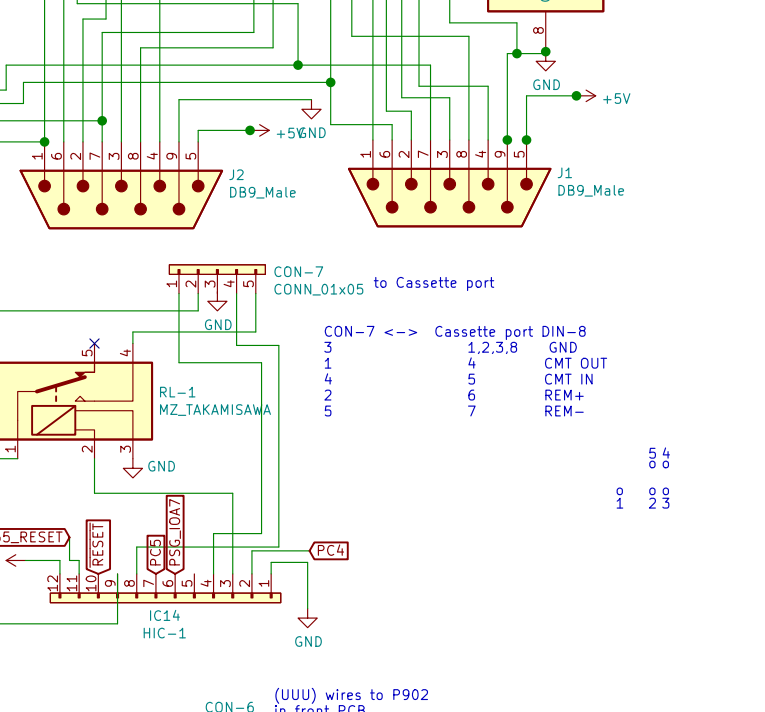 8
GND
+5V
+5V
GND
1 6 2 7 3 8 4 9 5
J2
DB9_Male
1 6 2 7 3 8 4 9 5
J1
DB9_Male
1 2 3 4 5
CON-7
CONN_01x05
to Cassette port
GND
CON-7 <-> Cassette port DIN-8
3 1,2,3,8 GND
1 4 CMT OUT
4 5 CMT IN
2 6 REM+
5 7 REM-
5 4
RL-1
MZ_TAKAMISAWA
5 4
o o
1 2 3
GND
o o o
1 2 3
55_RESET
RESET
PC5
PSG_IOA7
PC4
12 11 10 9 8 7 6 5 4 3 2 1
IC14
HIC-1
GND
CON-6
(UUU) wires to P902
in front PCB